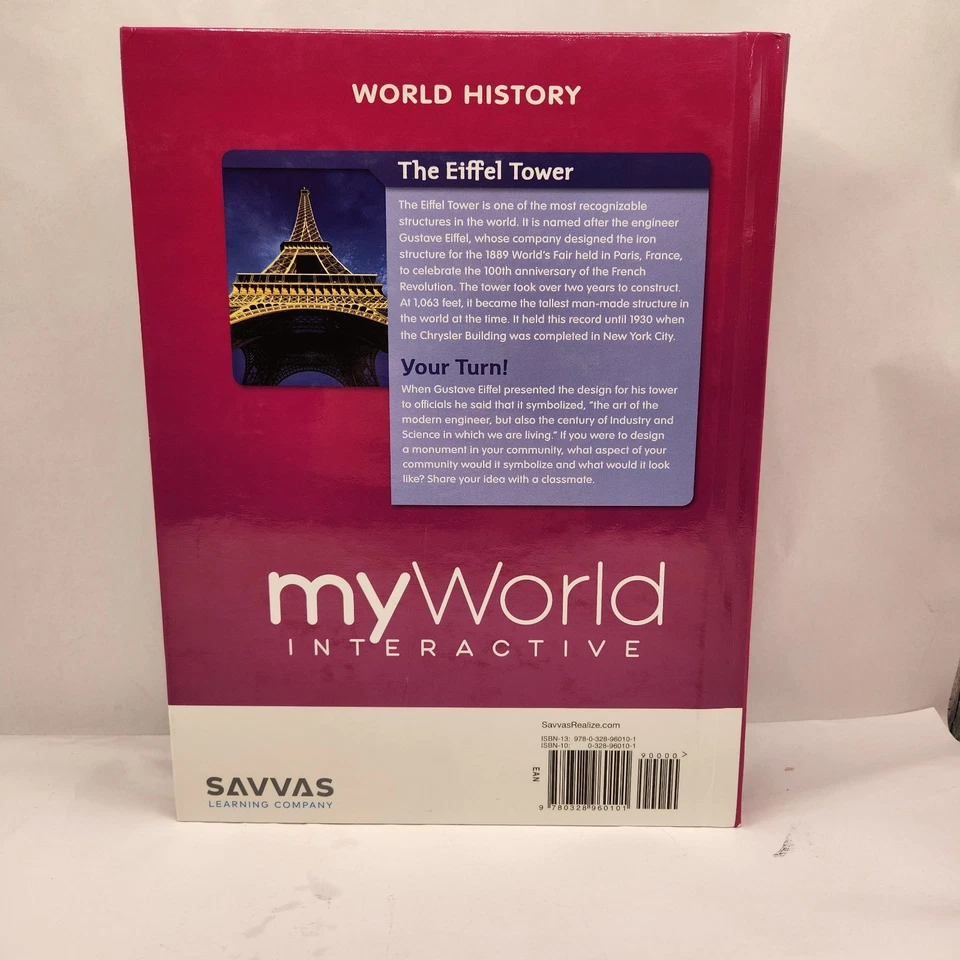 WORLD HISTORY
The Eiffel Tower
The Eiffel Tower is one of the most recognizable
structures in the world. It is named after the engineer
Gustave Eiffel, whose company designed the iron
structure for the 1889 World's Fair held in Paris, France,
to celebrate the 100th anniversary of the French
Revolution. The tower took over two years to construct.
At 1,063 feet, it became the tallest man-made structure in
the world at the time. It held this record until 1930 when
the Chrysler Building was completed in New York City.
Your Turn!
When Gustave Eiffel presented the design for his tower
to officials he said that it symbolized, "the art of the
modern engineer, but also the century of Industry and
Science in which we are living." If you were to design
a monument in your community, what aspect of your
community would it symbolize and what would it look
like? Share your idea with a classmate.
myWorld
INTERACTIVE
SavvasRealize.com
ISBN-13: 978-0-328-96010-1
ISBN-10: 0-328-96010-1
90000>
EAN
9 780328 960101
SAVVAS
LEARNING COMPANY